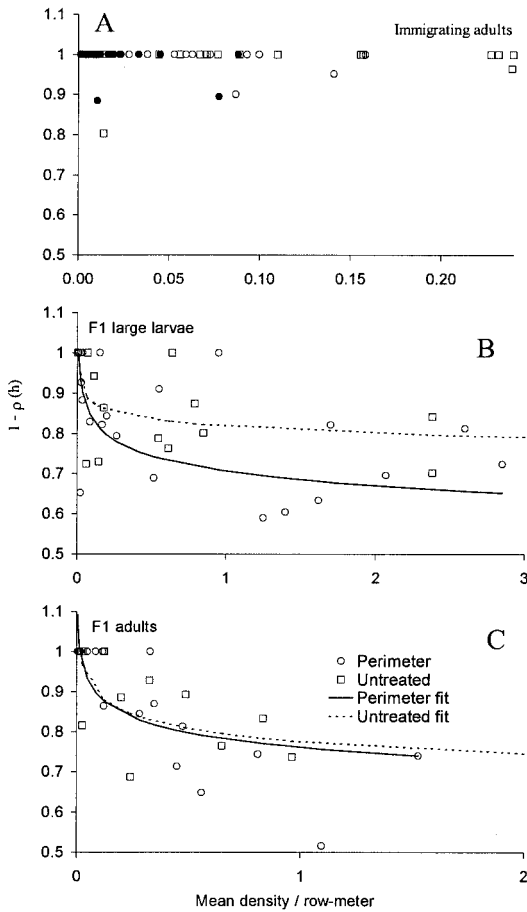 A
Immigrating adults
1.1
1
0.9
0.8
0.7
0.6
0.5
0.00 0.05 0.10 0.15 0.20
1 - ρ (h)
B
F1 large larvae
1.1
1
0.9
0.8
0.7
0.6
0.5
0 1 2 3
C
F1 adults
1.1
1
0.9
0.8
0.7
0.6
0.5
Perimeter
Untreated
Perimeter fit
Untreated fit
0 1 2
Mean density / row-meter